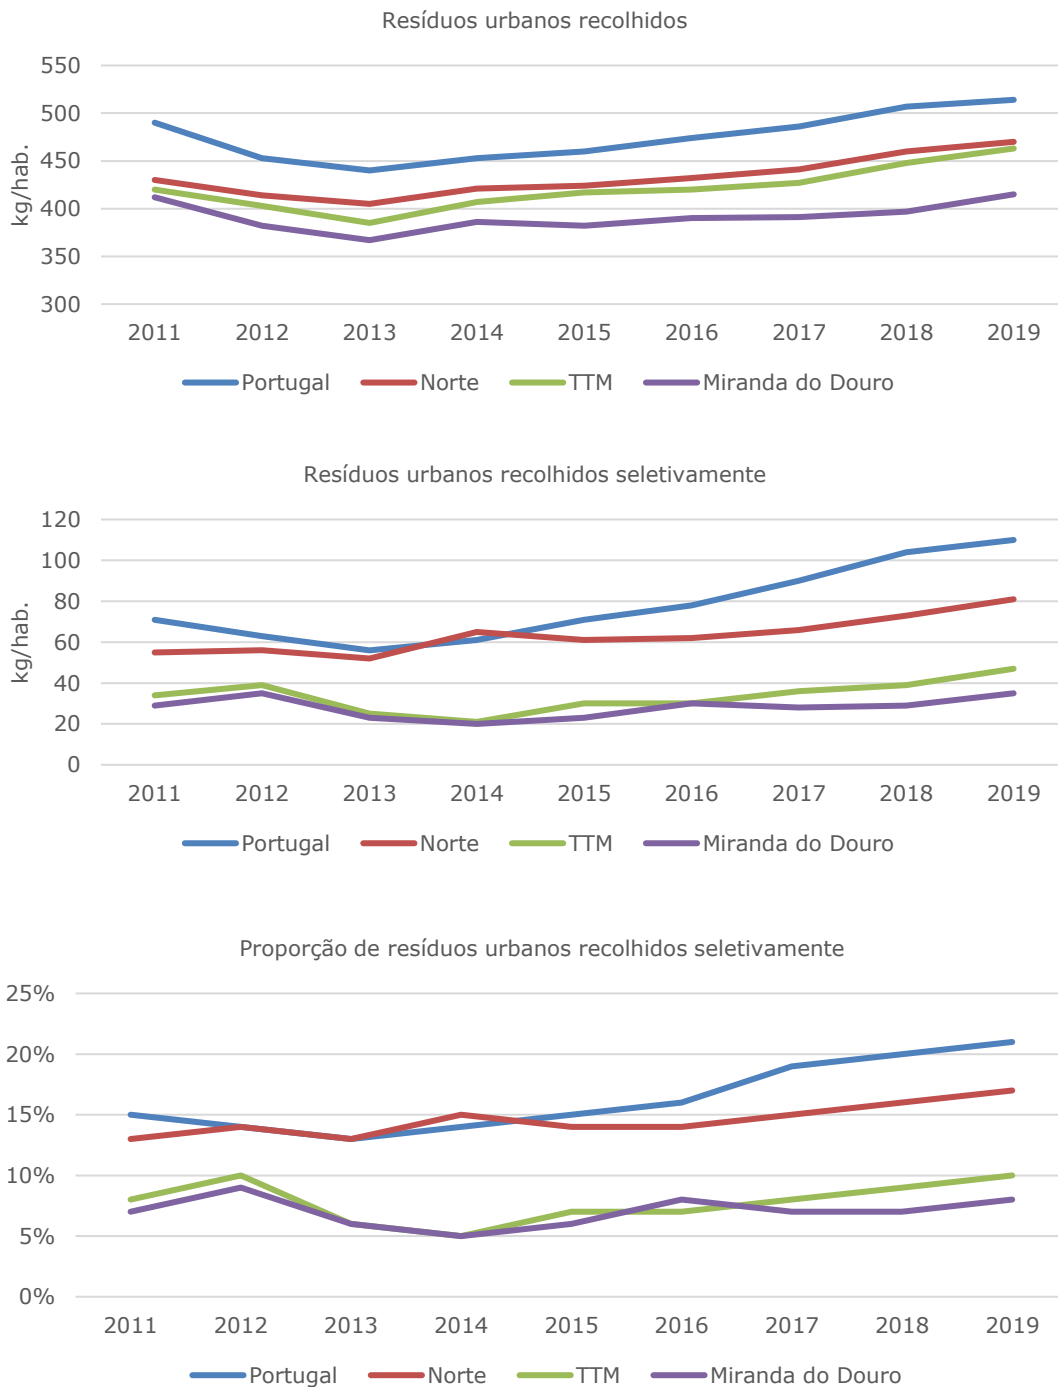 Resíduos urbanos recolhidos
550
500
450
400
350
300
kg/hab.
2011 2012 2013 2014 2015 2016 2017 2018 2019
Portugal Norte TTM Miranda do Douro
Resíduos urbanos recolhidos seletivamente
120
100
80
60
40
20
0
kg/hab.
2011 2012 2013 2014 2015 2016 2017 2018 2019
Portugal Norte TTM Miranda do Douro
Proporção de resíduos urbanos recolhidos seletivamente
25%
20%
15%
10%
5%
0%
2011 2012 2013 2014 2015 2016 2017 2018 2019
Portugal Norte TTM Miranda do Douro